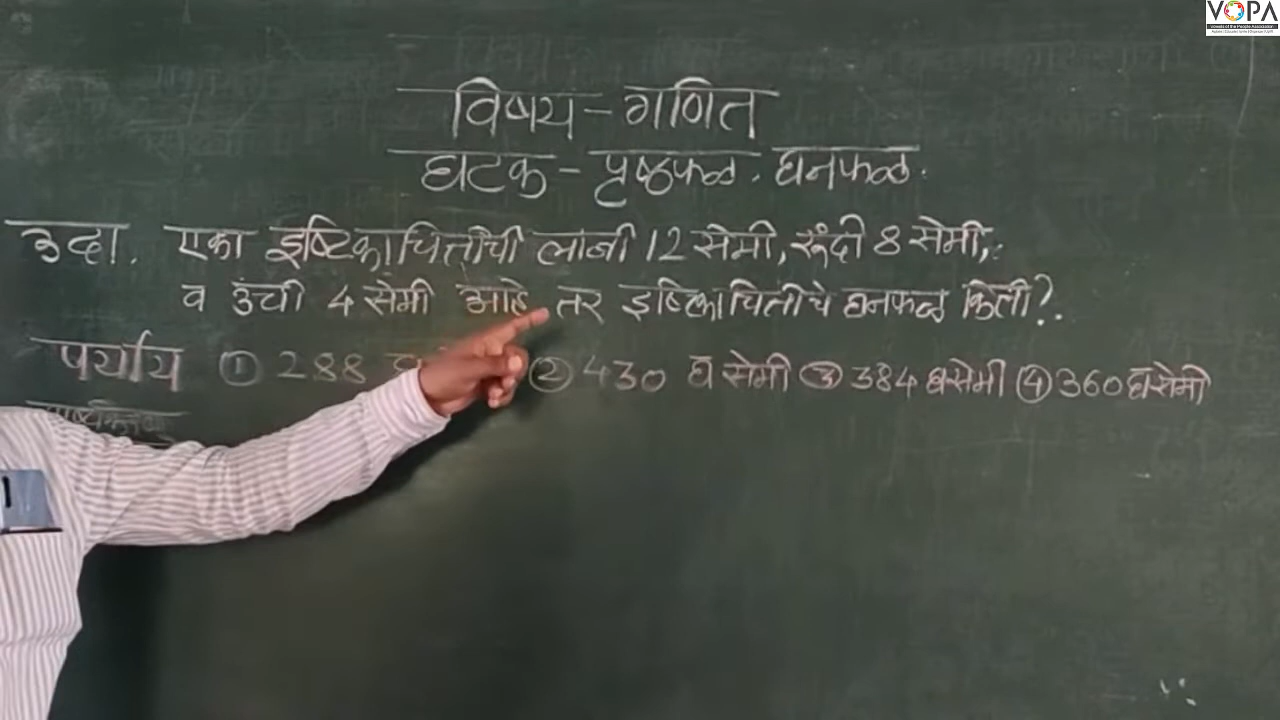 VOPA
विषय - गणित
घटक - पृष्ठफळ, घनफळ.
उदा. एका इष्टिकाचितीची लांबी 12 सेमी, रुंदी 8 सेमी,
व उंची 4 सेमी आहे तर इष्टिकाचितीचे घनफळ किती?
पर्याय ① 288 ② 430 घ सेमी ③ 384 घसेमी ④ 360 घसेमी